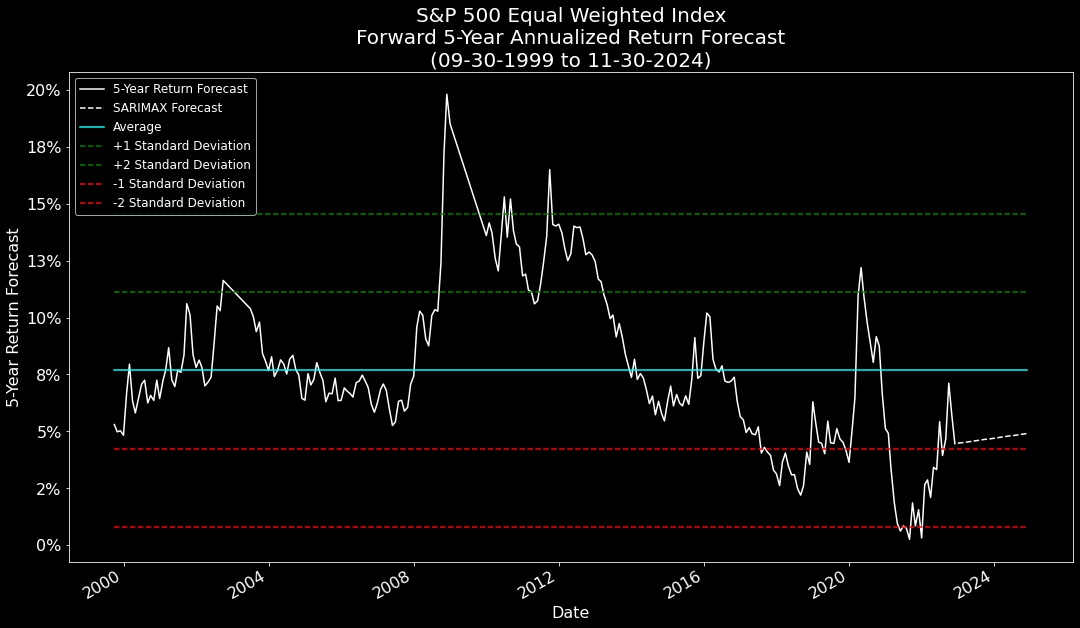 S&P 500 Equal Weighted Index
Forward 5-Year Annualized Return Forecast
(09-30-1999 to 11-30-2024)
5-Year Return Forecast
SARIMAX Forecast
Average
+1 Standard Deviation
+2 Standard Deviation
-1 Standard Deviation
-2 Standard Deviation
5-Year Return Forecast
20%
18%
15%
13%
10%
8%
5%
2%
0%
2000
2004
2008
2012
2016
2020
2024
Date